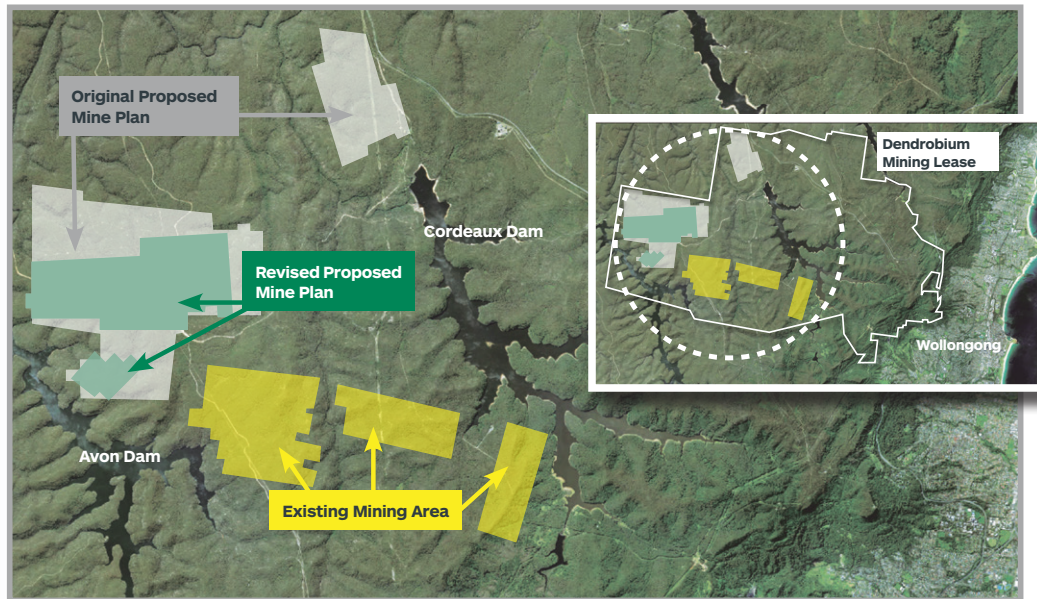 Original Proposed
Mine Plan
Cordeaux Dam
Revised Proposed
Mine Plan
Avon Dam
Existing Mining Area
Dendrobium
Mining Lease
Wollongong